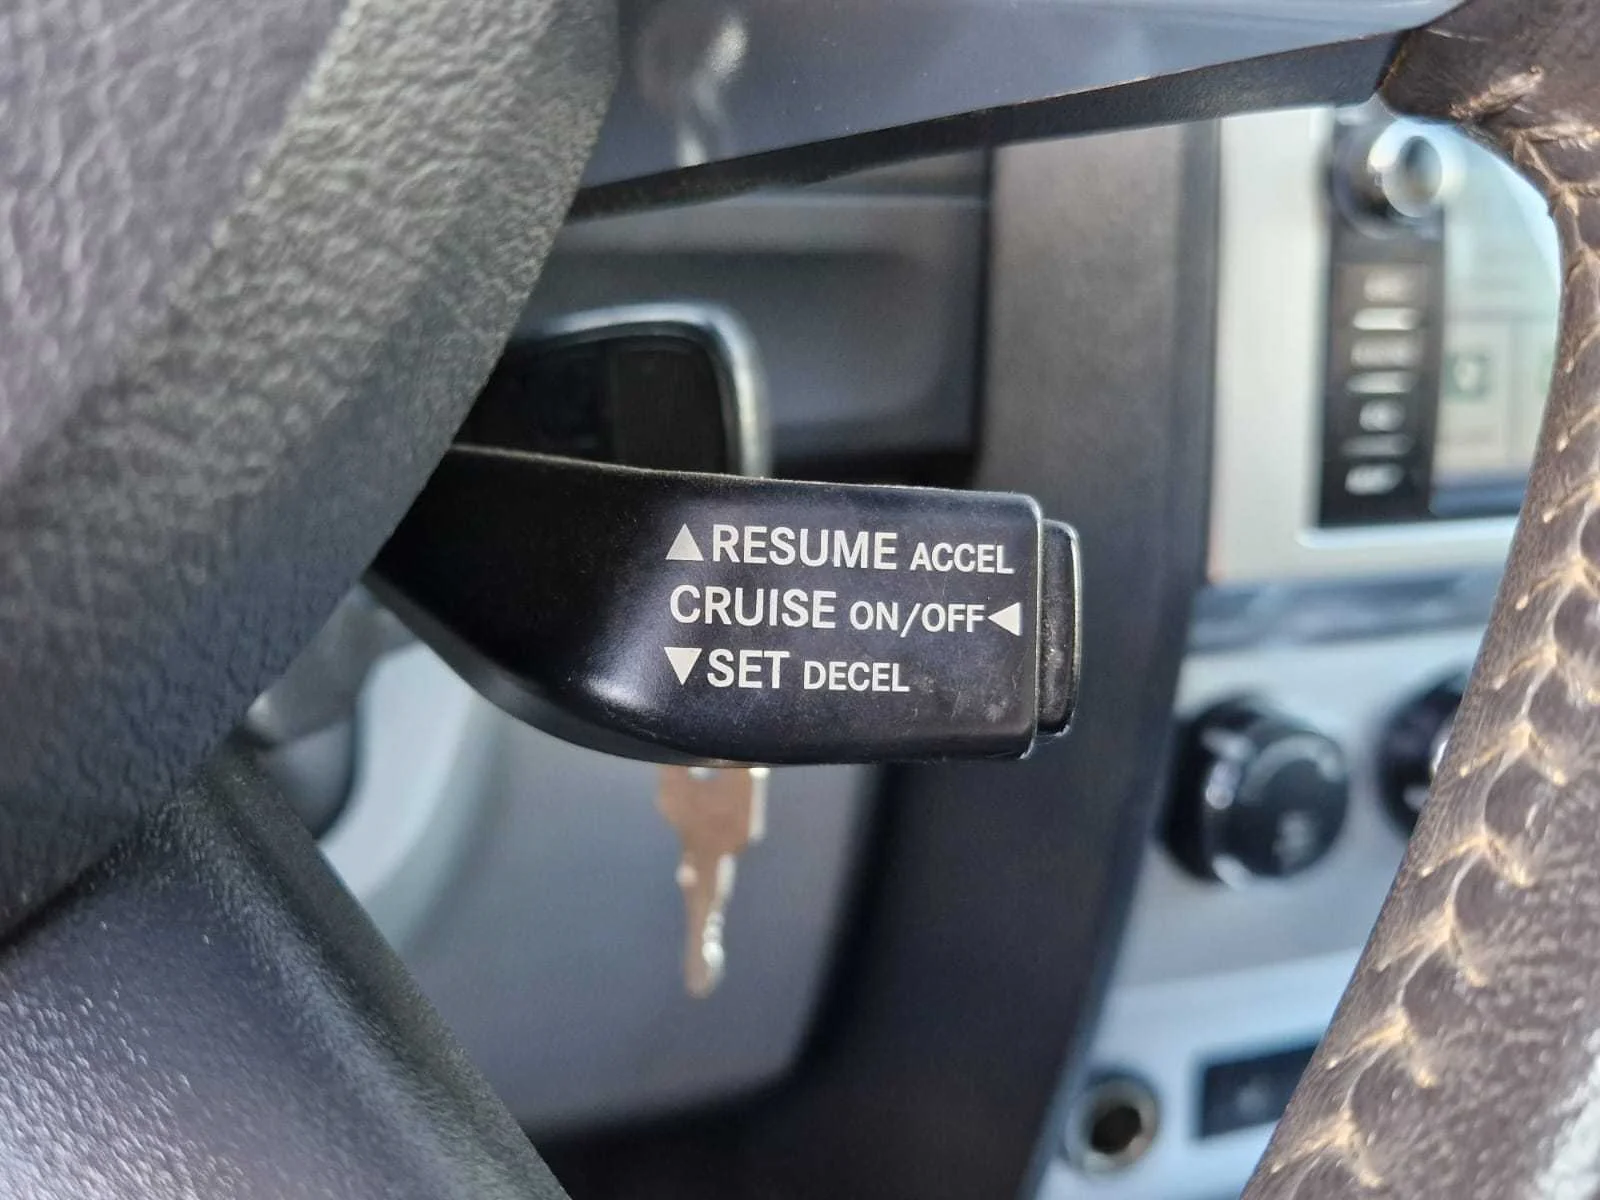 ▲RESUME ACCEL
CRUISE ON/OFF◀
▼SET DECEL